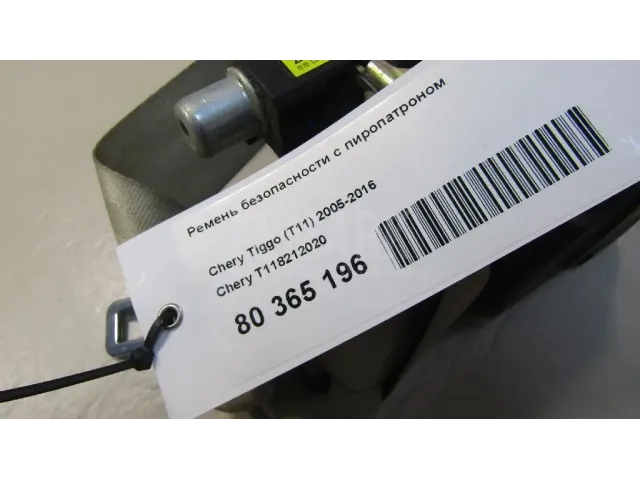 Ремень безопасности с пиропатроном
Chery Tiggo (T11) 2005-2016
Chery T118212020
80 365 196